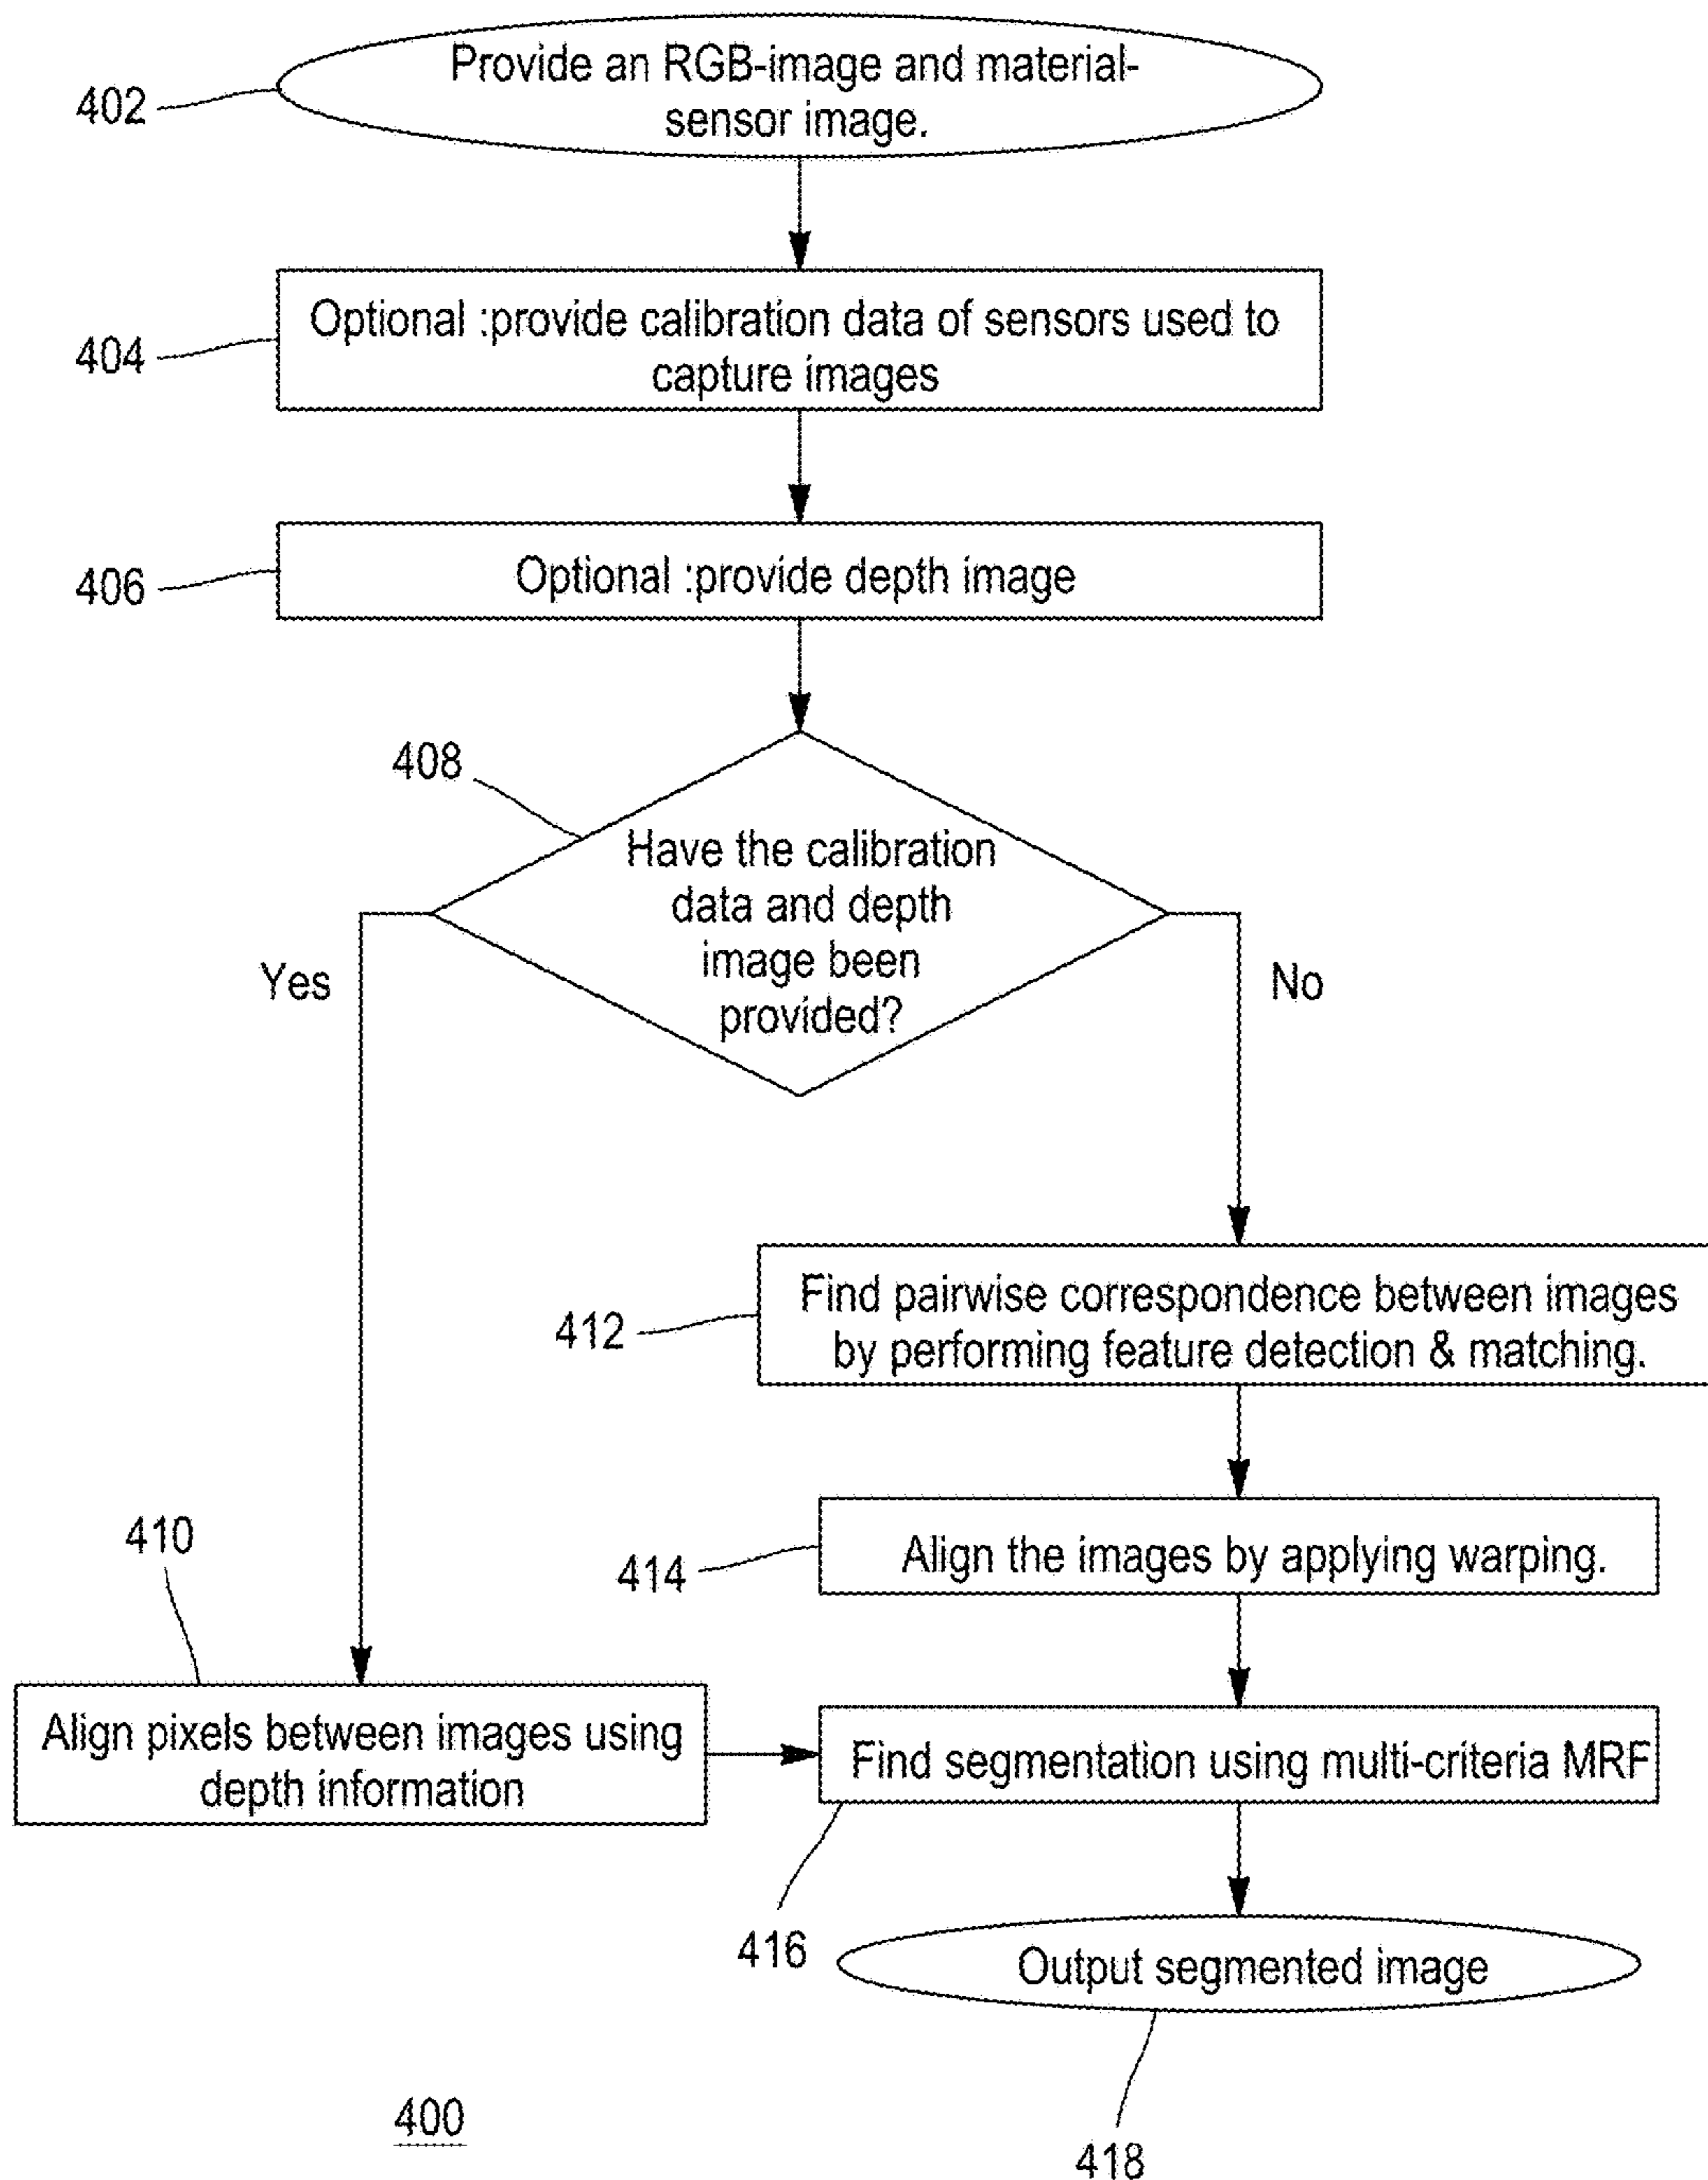 Provide an RGB-image and material-
sensor image.
402
Optional :provide calibration data of sensors used to
capture images
404
Optional :provide depth image
406
408
Have the calibration
data and depth
image been
provided?
Yes
No
Find pairwise correspondence between images
by performing feature detection & matching.
412
Align the images by applying warping.
414
410
Align pixels between images using
depth information
Find segmentation using multi-criteria MRF
416
Output segmented image
418
400